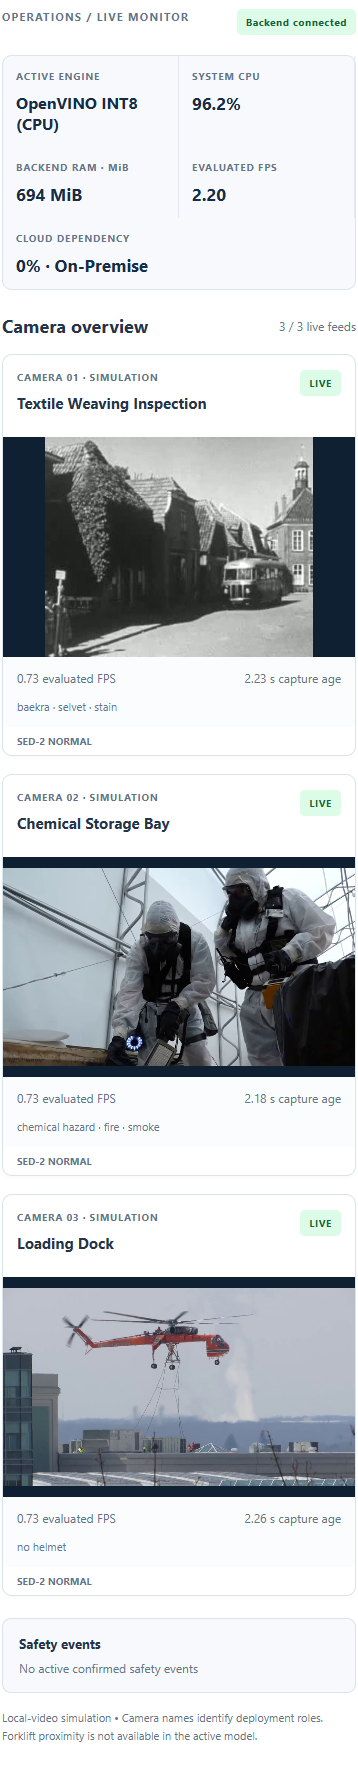 OPERATIONS / LIVE MONITOR
Backend connected
ACTIVE ENGINE
OpenVINO INT8
(CPU)
SYSTEM CPU
96.2%
BACKEND RAM · MiB
694 MiB
EVALUATED FPS
2.20
CLOUD DEPENDENCY
0% · On-Premise
Camera overview
3 / 3 live feeds
CAMERA 01 · SIMULATION
LIVE
Textile Weaving Inspection
0.73 evaluated FPS
2.23 s capture age
baekra · selvet · stain
SED-2 NORMAL
CAMERA 02 · SIMULATION
LIVE
Chemical Storage Bay
0.73 evaluated FPS
2.18 s capture age
chemical hazard · fire · smoke
SED-2 NORMAL
CAMERA 03 · SIMULATION
LIVE
Loading Dock
0.73 evaluated FPS
2.26 s capture age
no helmet
SED-2 NORMAL
Safety events
No active confirmed safety events
Local-video simulation • Camera names identify deployment roles.
Forklift proximity is not available in the active model.